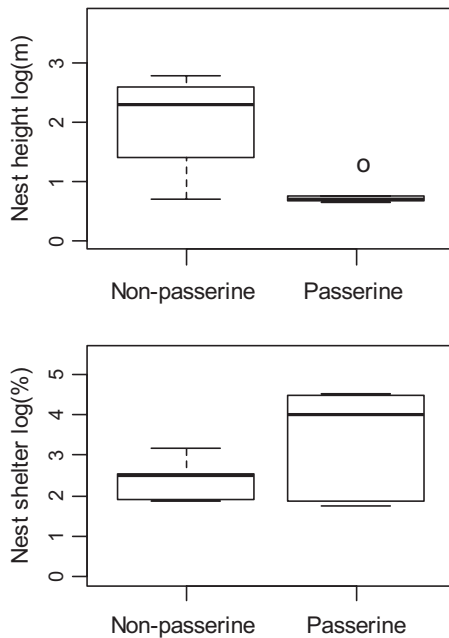 Nest height log(m)
3
2
1
0
Non-passerine Passerine
Nest shelter log(%)
5
4
3
2
1
0
Non-passerine Passerine